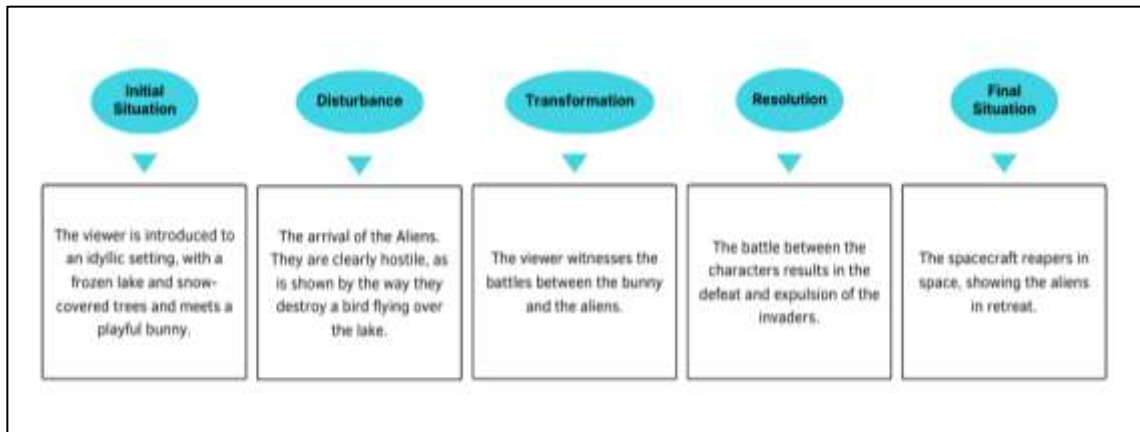 Initial
Situation
The viewer is introduced to
an idyllic setting, with a
frozen lake and snow-
covered trees and meets a
playful bunny.
Disturbance
The arrival of the Aliens.
They are clearly hostile, as
is shown by the way they
destroy a bird flying over
the lake.
Transformation
The viewer witnesses the
battles between the bunny
and the aliens.
Resolution
The battle between the
characters results in the
defeat and expulsion of the
invaders.
Final
Situation
The spacecraft reapers in
space, showing the aliens
in retreat.